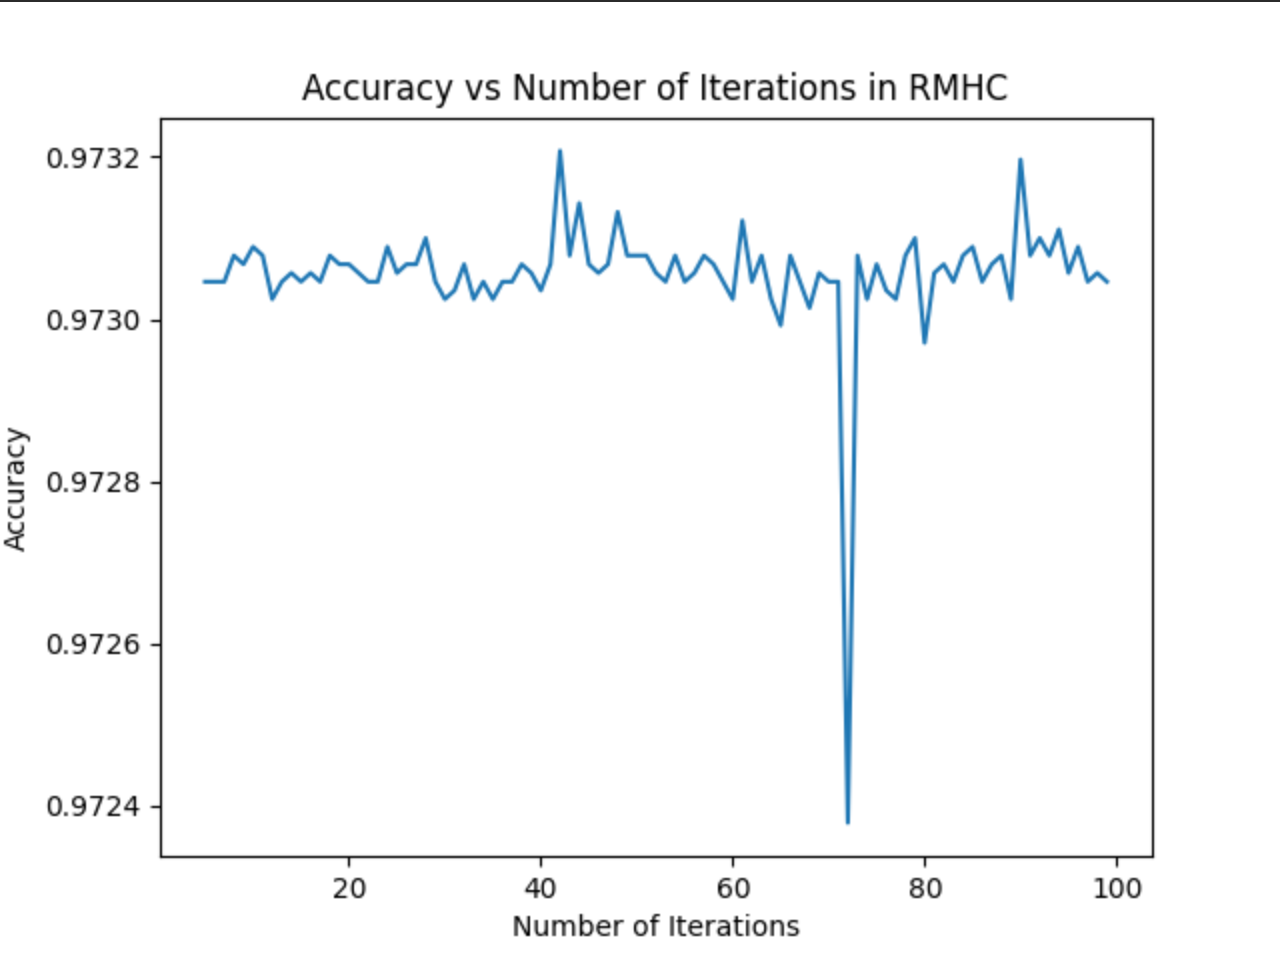 Accuracy vs Number of Iterations in RMHC
0.9732
0.9730
0.9728
0.9726
0.9724
Accuracy
20 40 60 80 100
Number of Iterations